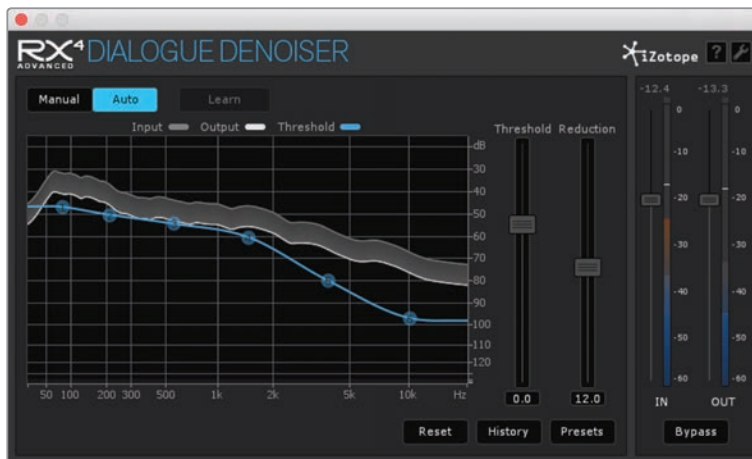 RX4 DIALOGUE DENOISER
ADVANCED
iZotope ?
Manual Auto Learn
Input Output Threshold
Threshold Reduction
dB
-30
-40
-50
-60
-70
-80
-90
-100
-110
-120
50 100 200 300 500 1k 2k 5k 10k Hz
0.0 12.0
Reset History Presets
-12.4 -13.3
0
-10
-20
-30
-40
-50
-60
0
-10
-20
-30
-40
-50
-60
IN OUT
Bypass